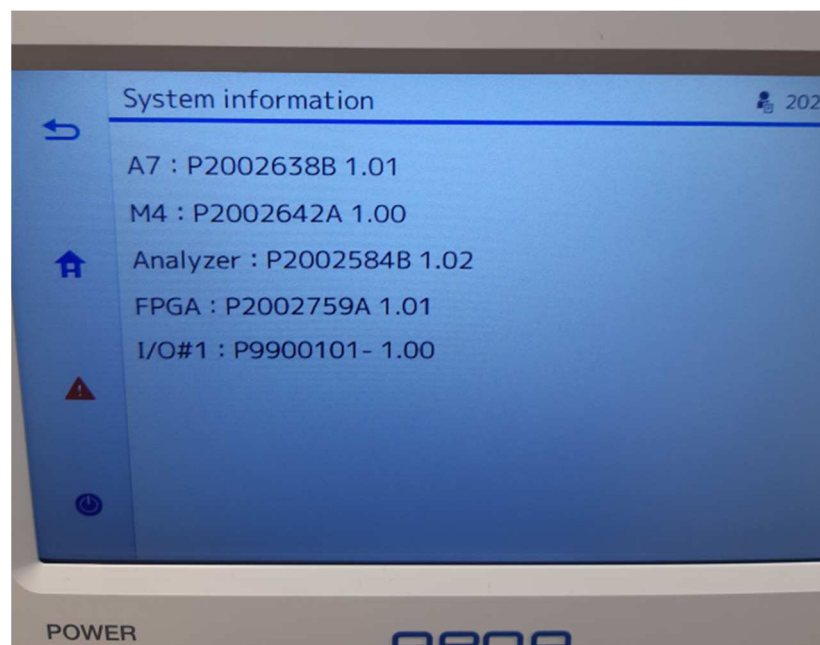 System information
202
A7 : P2002638B 1.01
M4 : P2002642A 1.00
Analyzer : P2002584B 1.02
FPGA : P2002759A 1.01
I/O#1 : P9900101- 1.00
POWER